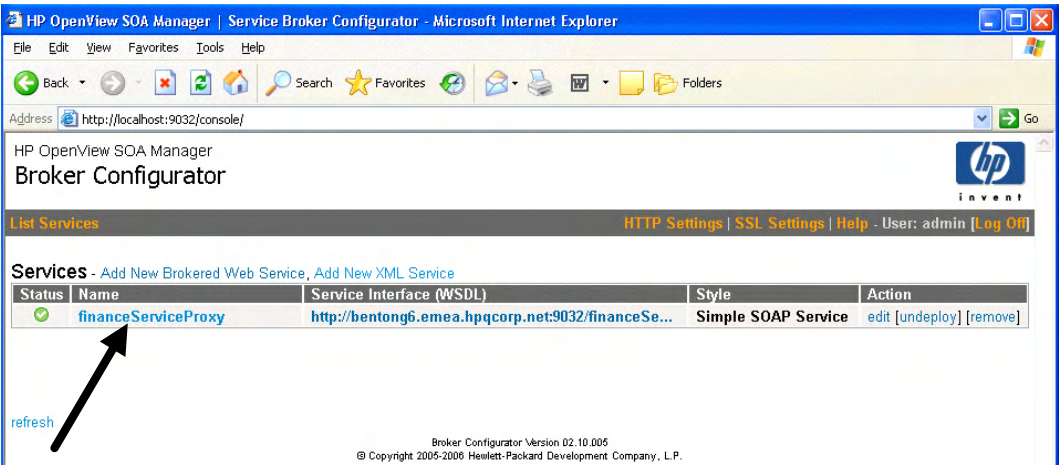 HP OpenView SOA Manager | Service Broker Configurator - Microsoft Internet Explorer
File Edit View Favorites Tools Help
Back Search Favorites Folders
Address http://localhost:9032/console/ Go
HP OpenView SOA Manager
Broker Configurator
hp
invent
List Services HTTP Settings | SSL Settings | Help - User: admin [Log Off]
Services - Add New Brokered Web Service, Add New XML Service
Status Name Service Interface (WSDL) Style Action
financeServiceProxy http://bentong6.emea.hpqcorp.net:9032/financeSe... Simple SOAP Service edit [undeploy] [remove]
refresh
Broker Configurator Version 02.10.005
© Copyright 2005-2006 Hewlett-Packard Development Company, L.P.